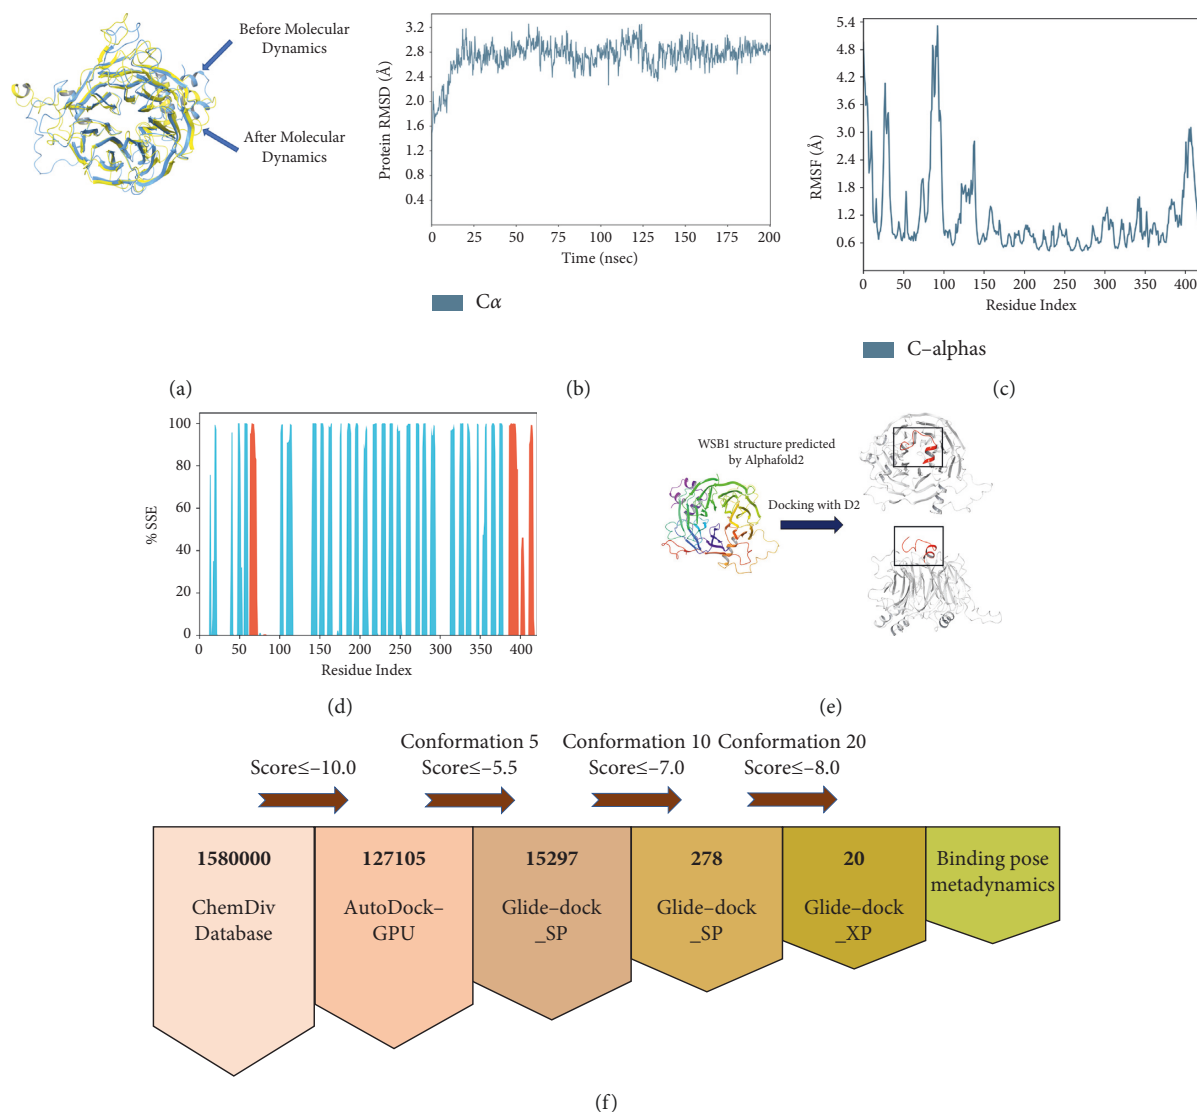 Before Molecular
Dynamics
After Molecular
Dynamics
(a)
Protein RMSD (Å)
3.2
2.8
2.4
2.0
1.6
1.2
0.8
0.4
0 25 50 75 100 125 150 175 200
Time (nsec)
Cα
(b)
RMSF (Å)
5.4
4.8
4.2
3.6
3.0
2.4
1.8
1.2
0.6
0 50 100 150 200 250 300 350 400
Residue Index
C–alphas
(c)
% SSE
100
80
60
40
20
0
0 50 100 150 200 250 300 350 400
Residue Index
(d)
WSB1 structure predicted
by Alphafold2
Docking with D2
(e)
Score≤–10.0
Conformation 5
Score≤–5.5
Conformation 10
Score≤–7.0
Conformation 20
Score≤–8.0
1580000
ChemDiv
Database
127105
AutoDock–
GPU
15297
Glide–dock
_SP
278
Glide–dock
_SP
20
Glide–dock
_XP
Binding pose
metadynamics
(f)